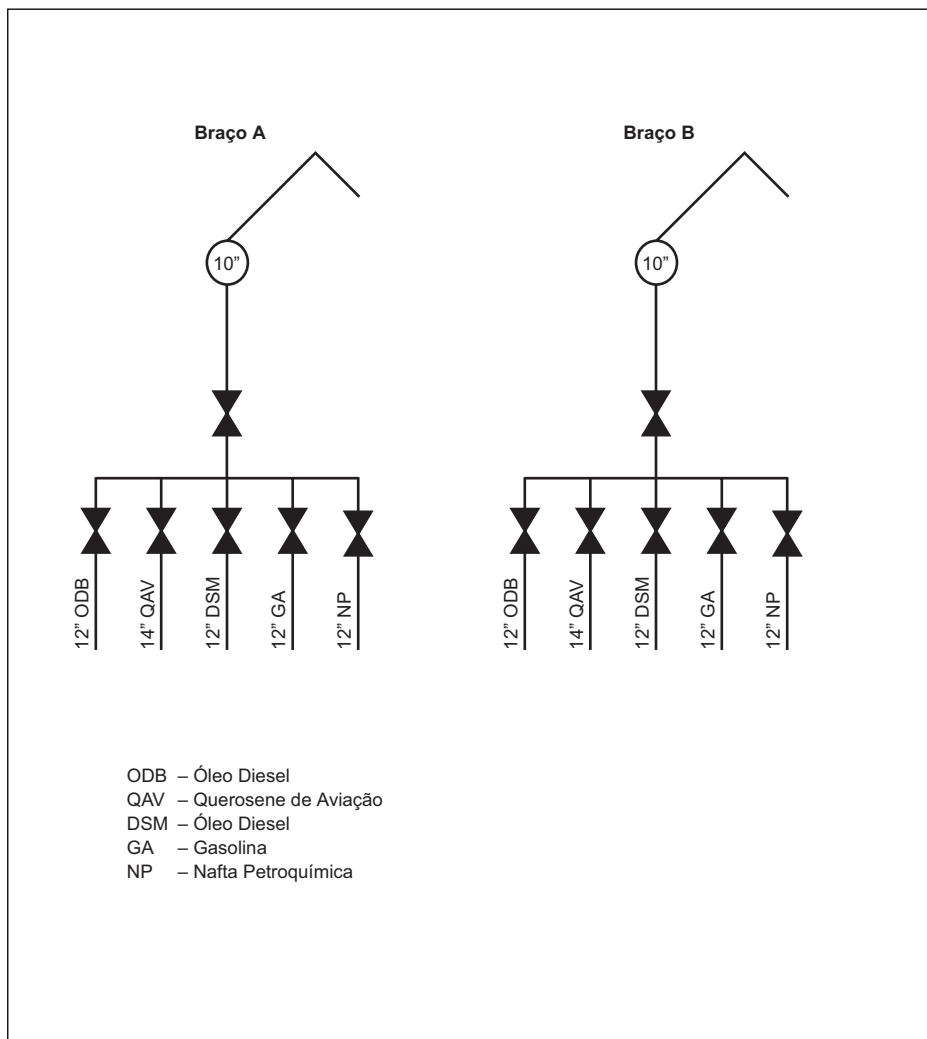 Braço A
Braço B
10”
10”
12” ODB
14” QAV
12” DSM
12” GA
12” NP
12” ODB
14” QAV
12” DSM
12” GA
12” NP
ODB – Óleo Diesel
QAV – Querosene de Aviação
DSM – Óleo Diesel
GA – Gasolina
NP – Nafta Petroquímica